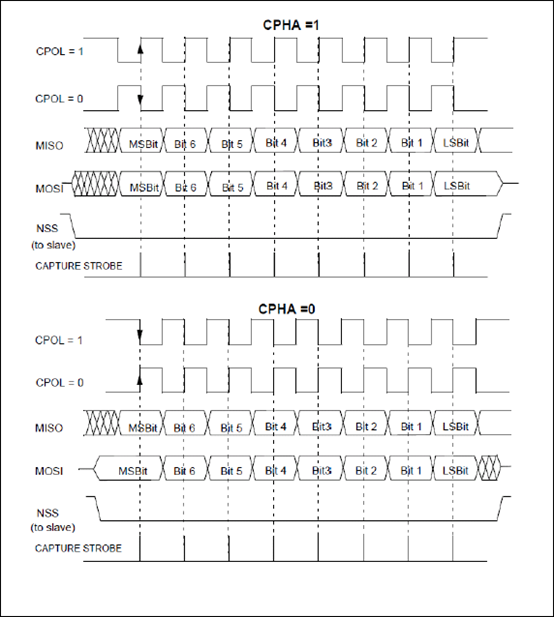 CPHA =1
CPOL = 1
CPOL = 0
MISO MSBit Bit 6 Bit 5 Bit 4 Bit3 Bit 2 Bit 1 LSBit
MOSI MSBit Bit 6 Bit 5 Bit 4 Bit3 Bit 2 Bit 1 LSBit
NSS
(to slave)
CAPTURE STROBE
CPHA =0
CPOL = 1
CPOL = 0
MISO MSBit Bit 6 Bit 5 Bit 4 Bit3 Bit 2 Bit 1 LSBit
MOSI MSBit Bit 6 Bit 5 Bit 4 Bit3 Bit 2 Bit 1 LSBit
NSS
(to slave)
CAPTURE STROBE